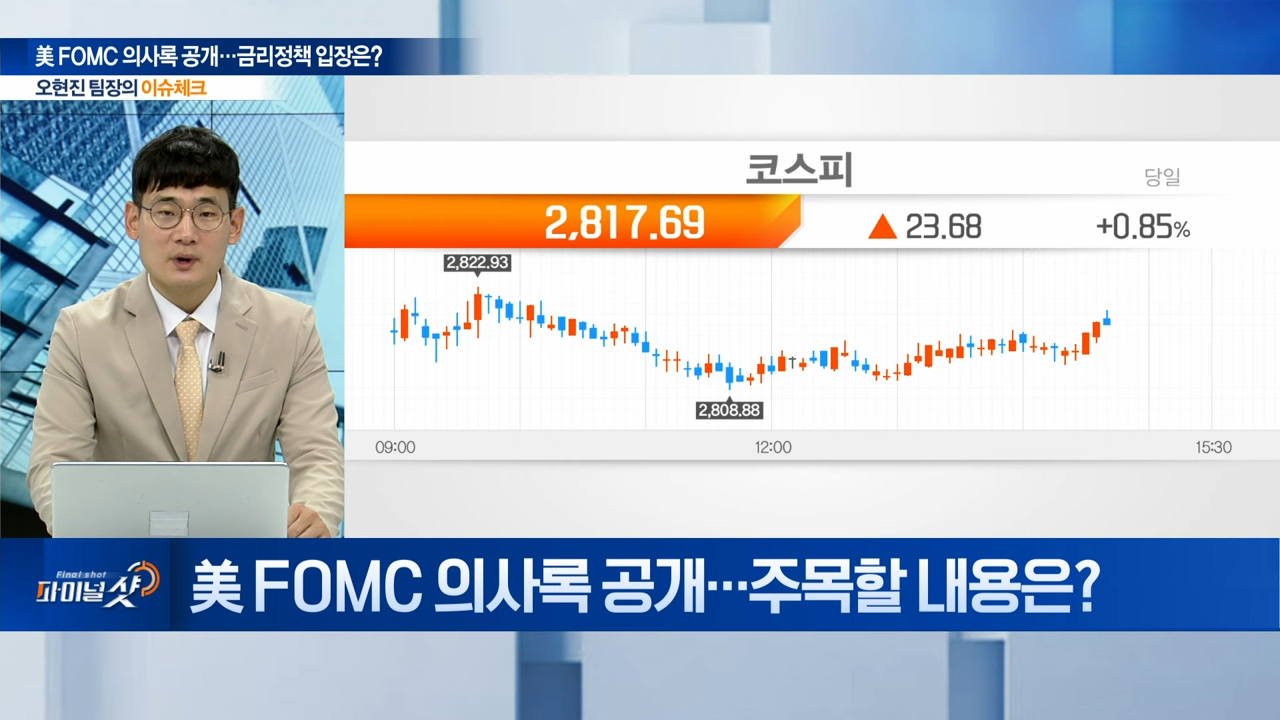 美 FOMC 의사록 공개…금리정책 입장은?
오현진 팀장의 이슈체크
코스피
당일
2,817.69 ▲ 23.68 +0.85%
2,822.93
2,808.88
09:00 12:00 15:30
Final shot
파이널샷
美 FOMC 의사록 공개…주목할 내용은?